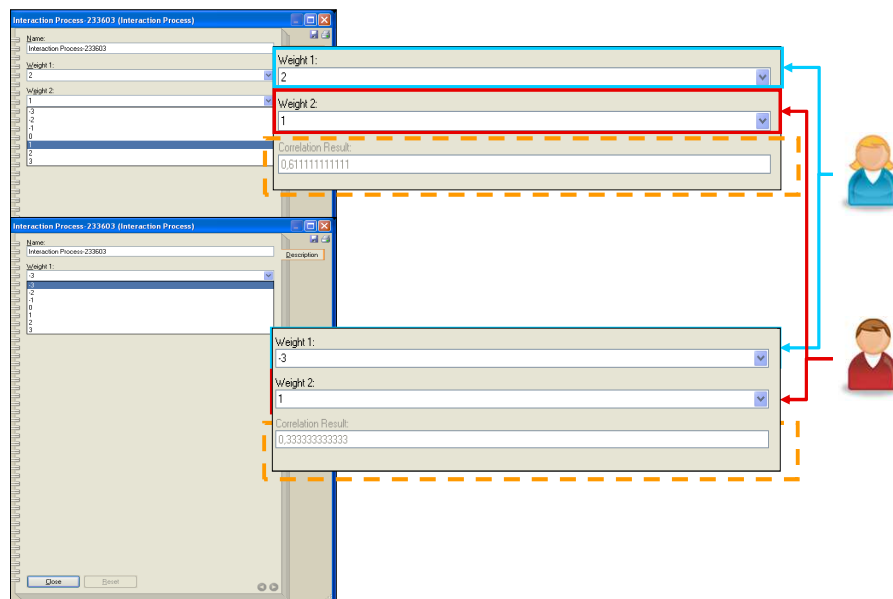 Interaction Process-233603 (Interaction Process)
Name:
Interaction Process-233603
Weight 1:
2
Weight 2:
1
-3
-2
-1
0
1
2
3
Weight 1:
2
Weight 2:
1
Correlation Result:
0,611111111111
Interaction Process-233603 (Interaction Process)
Name:
Interaction Process-233603
Description
Weight 1:
-3
-3
-2
-1
0
1
2
3
Weight 1:
-3
Weight 2:
1
Correlation Result:
0,333333333333
Close
Reset